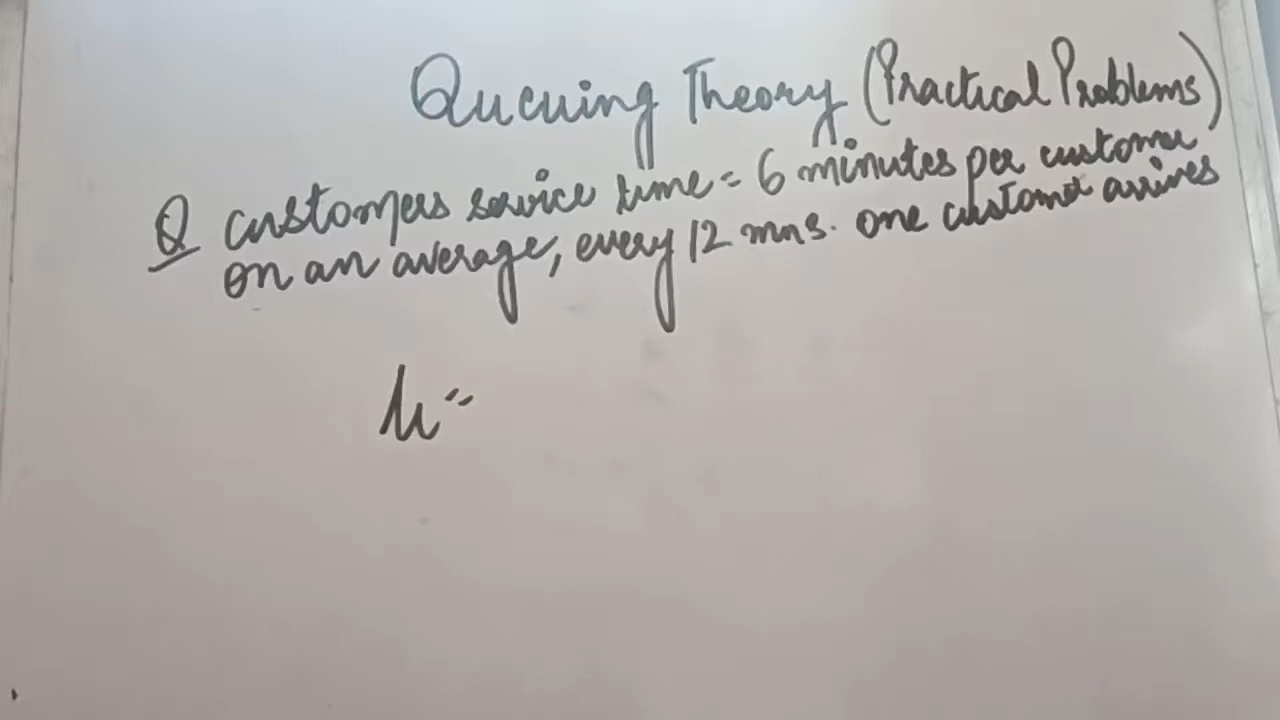 Queuing Theory (Practical Problems)
Q customers service time = 6 minutes per customer
on an average, every 12 mns. one customer arrives
μ =